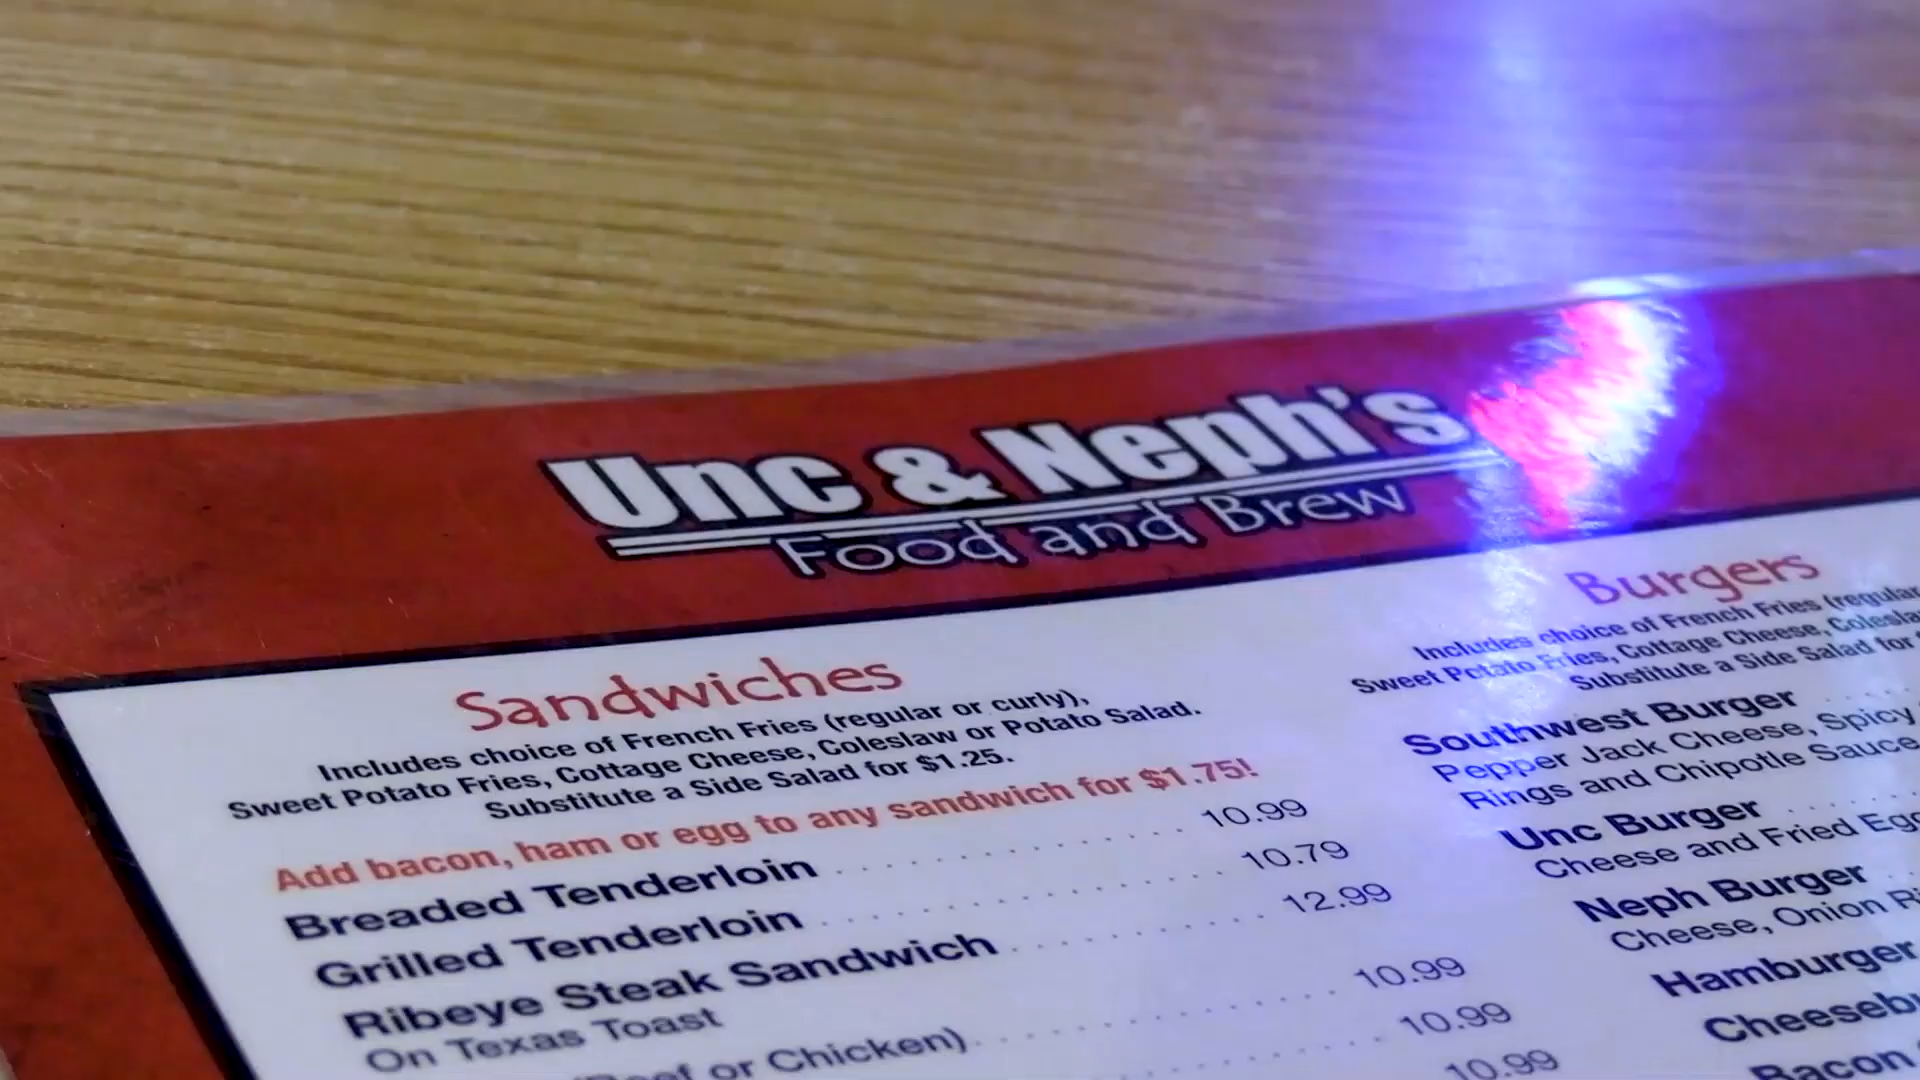 Unc & Neph's
Food and Brew
Sandwiches
Includes choice of French Fries (regular or curly),
Sweet Potato Fries, Cottage Cheese, Coleslaw or Potato Salad.
Substitute a Side Salad for $1.25.
Add bacon, ham or egg to any sandwich for $1.75!
Breaded Tenderloin 10.99
Grilled Tenderloin 10.79
Ribeye Steak Sandwich 12.99
On Texas Toast
or Chicken) 10.99
10.99
10.99
Burgers
Includes choice of French Fries (regular
Sweet Potato Fries, Cottage Cheese,
Substitute a Side Salad for
Southwest Burger
Pepper Jack Cheese, Spicy
Rings and Chipotle Sauce
Unc Burger
Cheese and Fried Egg
Neph Burger
Cheese, Onion
Hamburger
Bacon